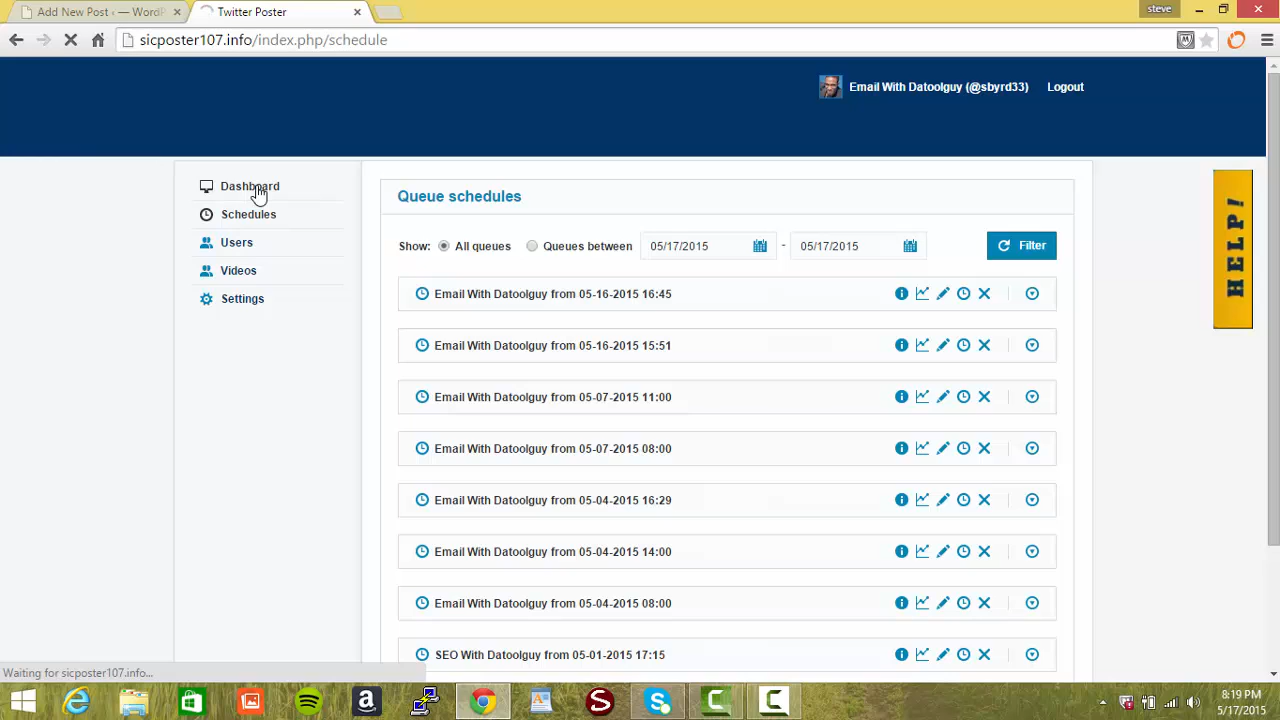 steve
Add New Post ‹ — WordP
Twitter Poster
sicposter107.info/index.php/schedule
Email With Datoolguy (@sbyrd33)
Logout
Dashboard
Schedules
Users
Videos
Settings
Queue schedules
Show: All queues Queues between 05/17/2015 - 05/17/2015 Filter
Email With Datoolguy from 05-16-2015 16:45
Email With Datoolguy from 05-16-2015 15:51
Email With Datoolguy from 05-07-2015 11:00
Email With Datoolguy from 05-07-2015 08:00
Email With Datoolguy from 05-04-2015 16:29
Email With Datoolguy from 05-04-2015 14:00
Email With Datoolguy from 05-04-2015 08:00
SEO With Datoolguy from 05-01-2015 17:15
HELP!
Waiting for sicposter107.info...
8:19 PM
5/17/2015